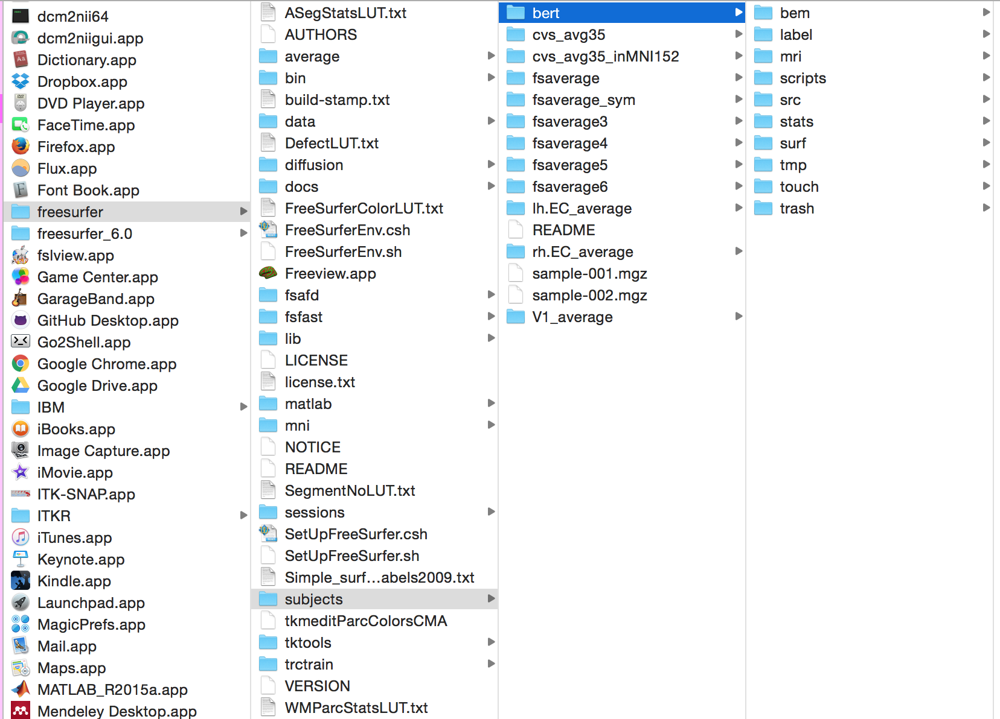 dcm2nii64
dcm2niigui.app
Dictionary.app
Dropbox.app
DVD Player.app
FaceTime.app
Firefox.app
Flux.app
Font Book.app
freesurfer
freesurfer_6.0
fslview.app
Game Center.app
GarageBand.app
GitHub Desktop.app
Go2Shell.app
Google Chrome.app
Google Drive.app
IBM
iBooks.app
Image Capture.app
iMovie.app
ITK-SNAP.app
ITKR
iTunes.app
Keynote.app
Kindle.app
Launchpad.app
MagicPrefs.app
Mail.app
Maps.app
MATLAB_R2015a.app
Mendeley Desktop.app
ASegStatsLUT.txt
AUTHORS
average
bin
build-stamp.txt
data
DefectLUT.txt
diffusion
docs
FreeSurferColorLUT.txt
FreeSurferEnv.csh
FreeSurferEnv.sh
Freeview.app
fsafd
fsfast
lib
LICENSE
license.txt
matlab
mni
NOTICE
README
SegmentNoLUT.txt
sessions
SetUpFreeSurfer.csh
SetUpFreeSurfer.sh
Simple_surf...abels2009.txt
subjects
tkmeditParcColorsCMA
tktools
trctrain
VERSION
WMParcStatsLUT.txt
bert
cvs_avg35
cvs_avg35_inMNI152
fsaverage
fsaverage_sym
fsaverage3
fsaverage4
fsaverage5
fsaverage6
lh.EC_average
README
rh.EC_average
sample-001.mgz
sample-002.mgz
V1_average
bem
label
mri
scripts
src
stats
surf
tmp
touch
trash